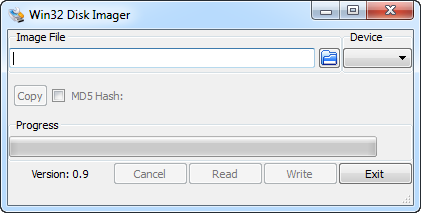 Win32 Disk Imager
Image File Device
Copy MD5 Hash:
Progress
Version: 0.9 Cancel Read Write Exit